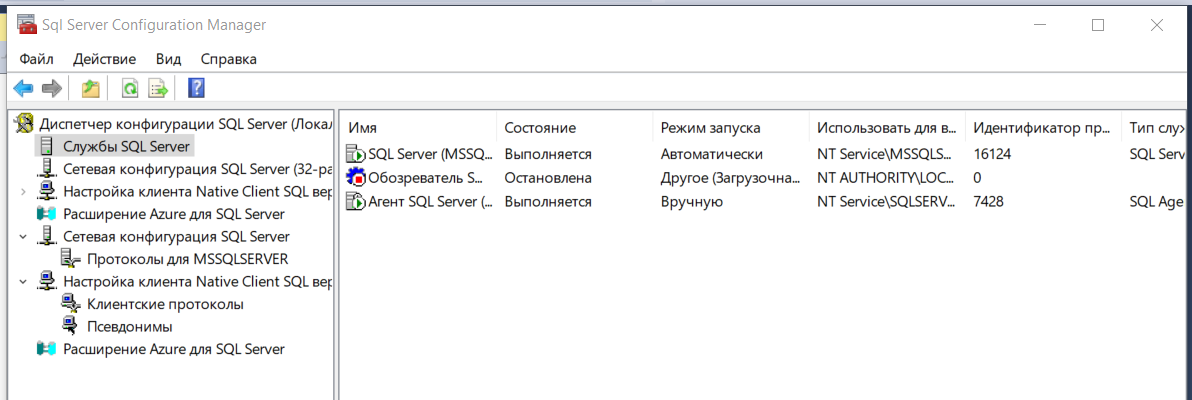 Sql Server Configuration Manager
Файл Действие Вид Справка
Диспетчер конфигурации SQL Server (Локал
Службы SQL Server
Сетевая конфигурация SQL Server (32-ра
Настройка клиента Native Client SQL вер
Расширение Azure для SQL Server
Сетевая конфигурация SQL Server
Протоколы для MSSQLSERVER
Настройка клиента Native Client SQL вер
Клиентские протоколы
Псевдонимы
Расширение Azure для SQL Server
Имя Состояние Режим запуска Использовать для в... Идентификатор пр... Тип слу
SQL Server (MSSQ... Выполняется Автоматически NT Service\MSSQLS... 16124 SQL Serv
Обозреватель S... Остановлена Другое (Загрузочна... NT AUTHORITY\LOC... 0
Агент SQL Server (... Выполняется Вручную NT Service\SQLSERV... 7428 SQL Age